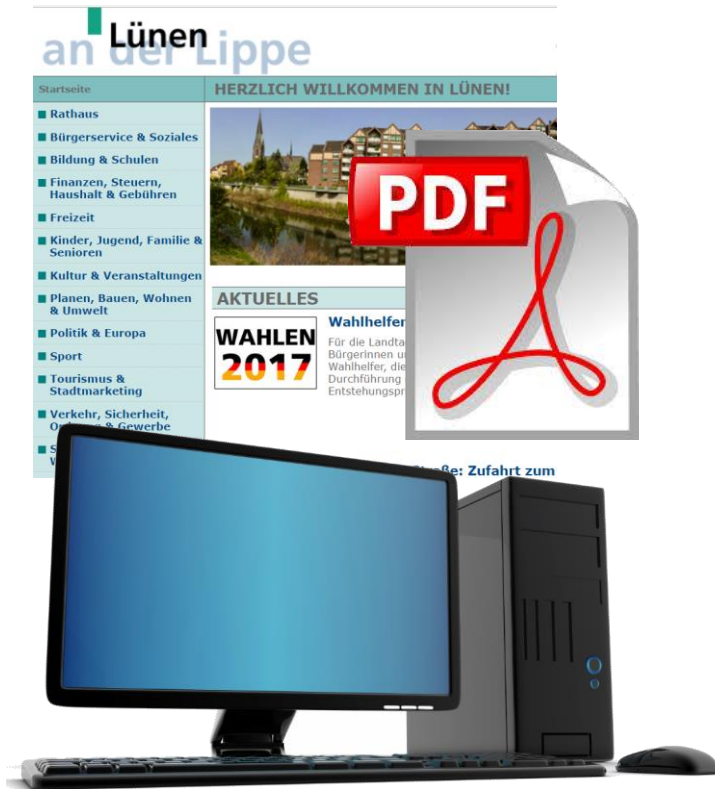 Lünen
an der Lippe
Startseite
HERZLICH WILLKOMMEN IN LÜNEN!
Rathaus
Bürgerservice & Soziales
Bildung & Schulen
Finanzen, Steuern,
Haushalt & Gebühren
Freizeit
Kinder, Jugend, Familie &
Senioren
Kultur & Veranstaltungen
Planen, Bauen, Wohnen
& Umwelt
Politik & Europa
Sport
Tourismus &
Stadtmarketing
Verkehr, Sicherheit,
& Gewerbe
PDF
AKTUELLES
WAHLEN
2017
Wahlhelfer
Für die Landta
Bürgerinnen u
Wahlhelfer, die
Durchführung
Entstehungspr
Straße: Zufahrt zum